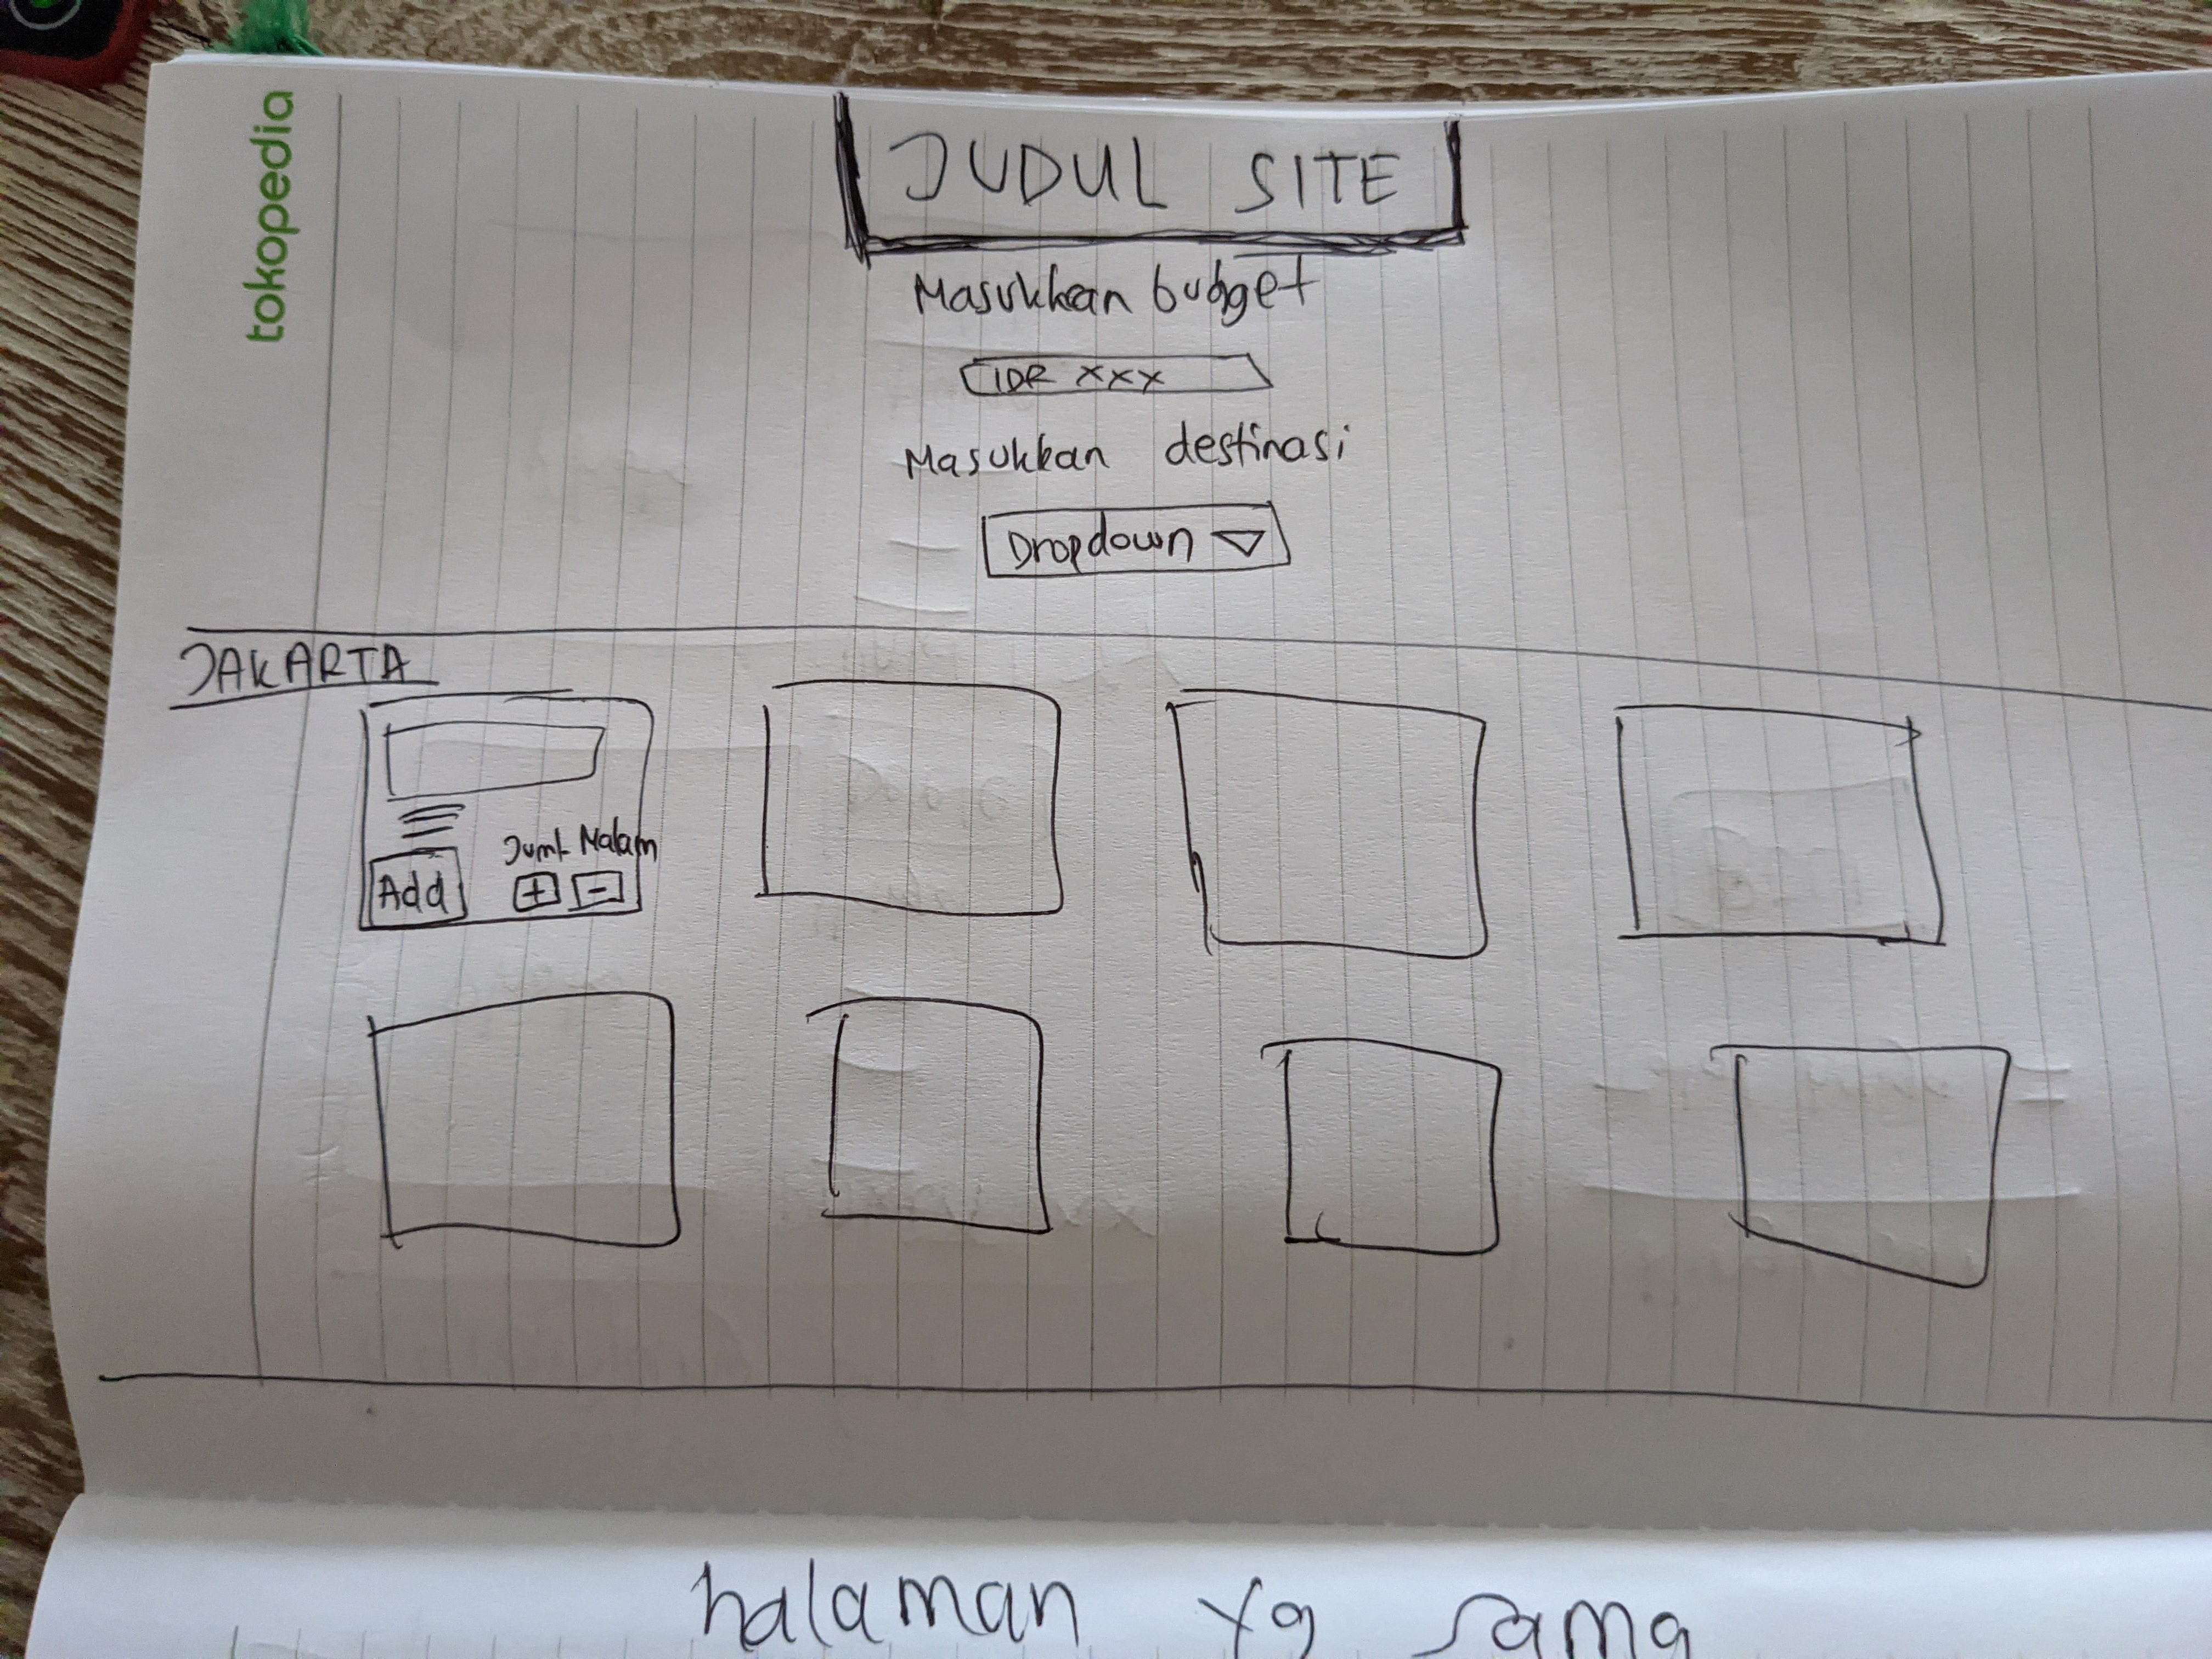 tokopedia
JUDUL SITE
Masukkan budget
IDR xxx
Masukkan destinasi
Dropdown
JAKARTA
Juml Malam
Add + -
halaman yg sama